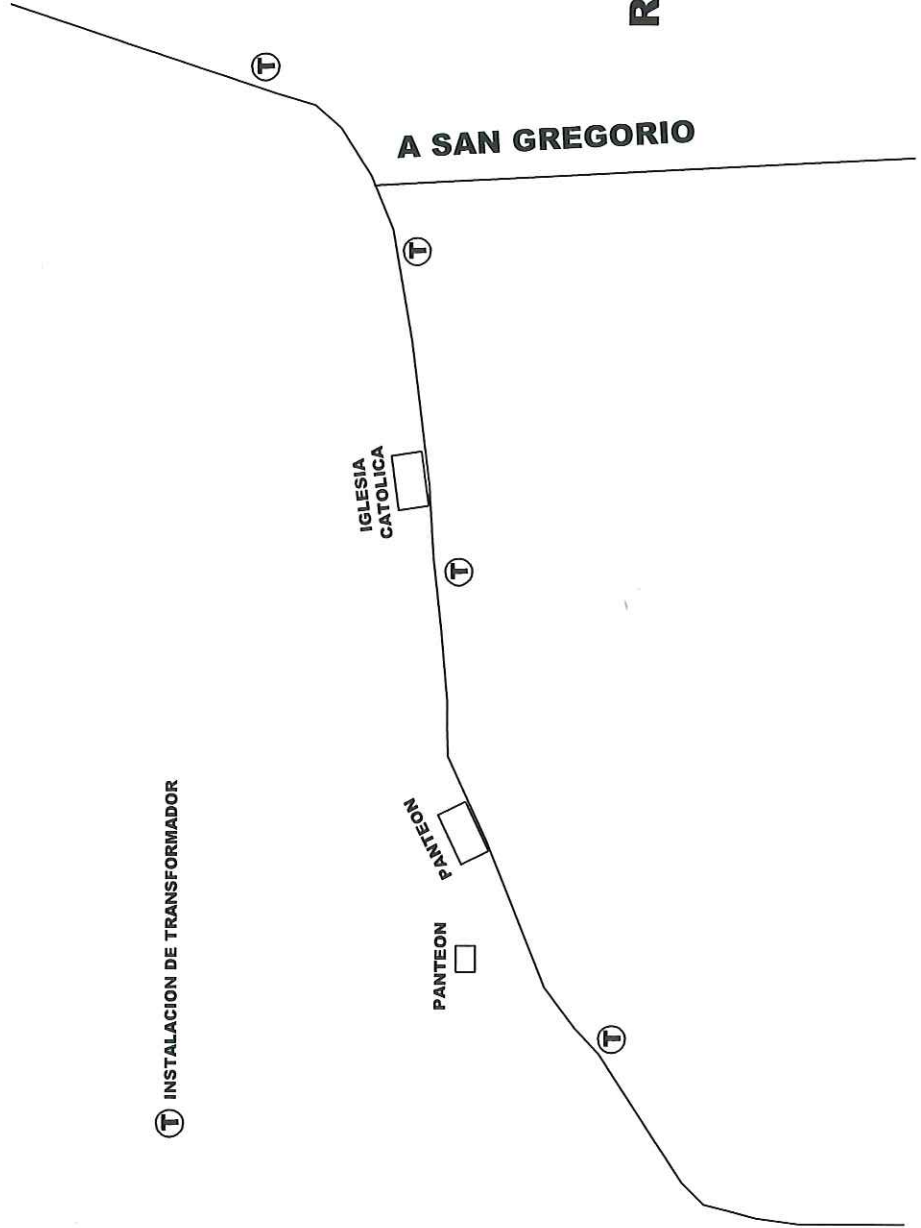 A SAN GREGORIO
R
T
T
IGLESIA
CATOLICA
T
PANTEON
PANTEON
T
T INSTALACION DE TRANSFORMADOR